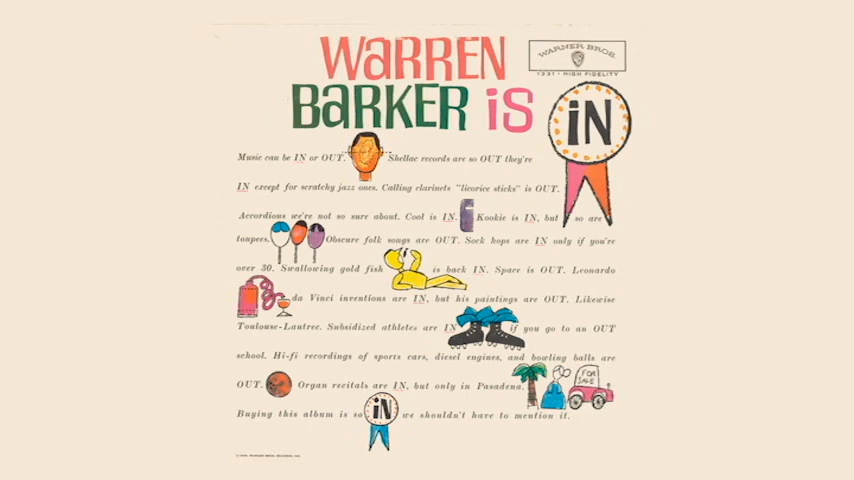 WARREN
BARKER iS iN
WARNER BROS.
1331 · HIGH FIDELITY
Music can be IN or OUT. Shellac records are so OUT they're
IN except for scratchy jazz ones. Calling clarinets "licorice sticks" is OUT.
Accordions we're not so sure about. Cool is IN. Kookie is IN, but so are
toupees. Obscure folk songs are OUT. Sock hops are IN only if you're
over 30. Swallowing gold fish is back IN. Space is OUT. Leonardo
da Vinci inventions are IN, but his paintings are OUT. Likewise
Toulouse-Lautrec. Subsidized athletes are IN if you go to an OUT
school. Hi-fi recordings of sports cars, diesel engines, and bowling balls are
FOR
SALE
OUT. Organ recitals are IN, but only in Pasadena.
Buying this album is so iN we shouldn't have to mention it.